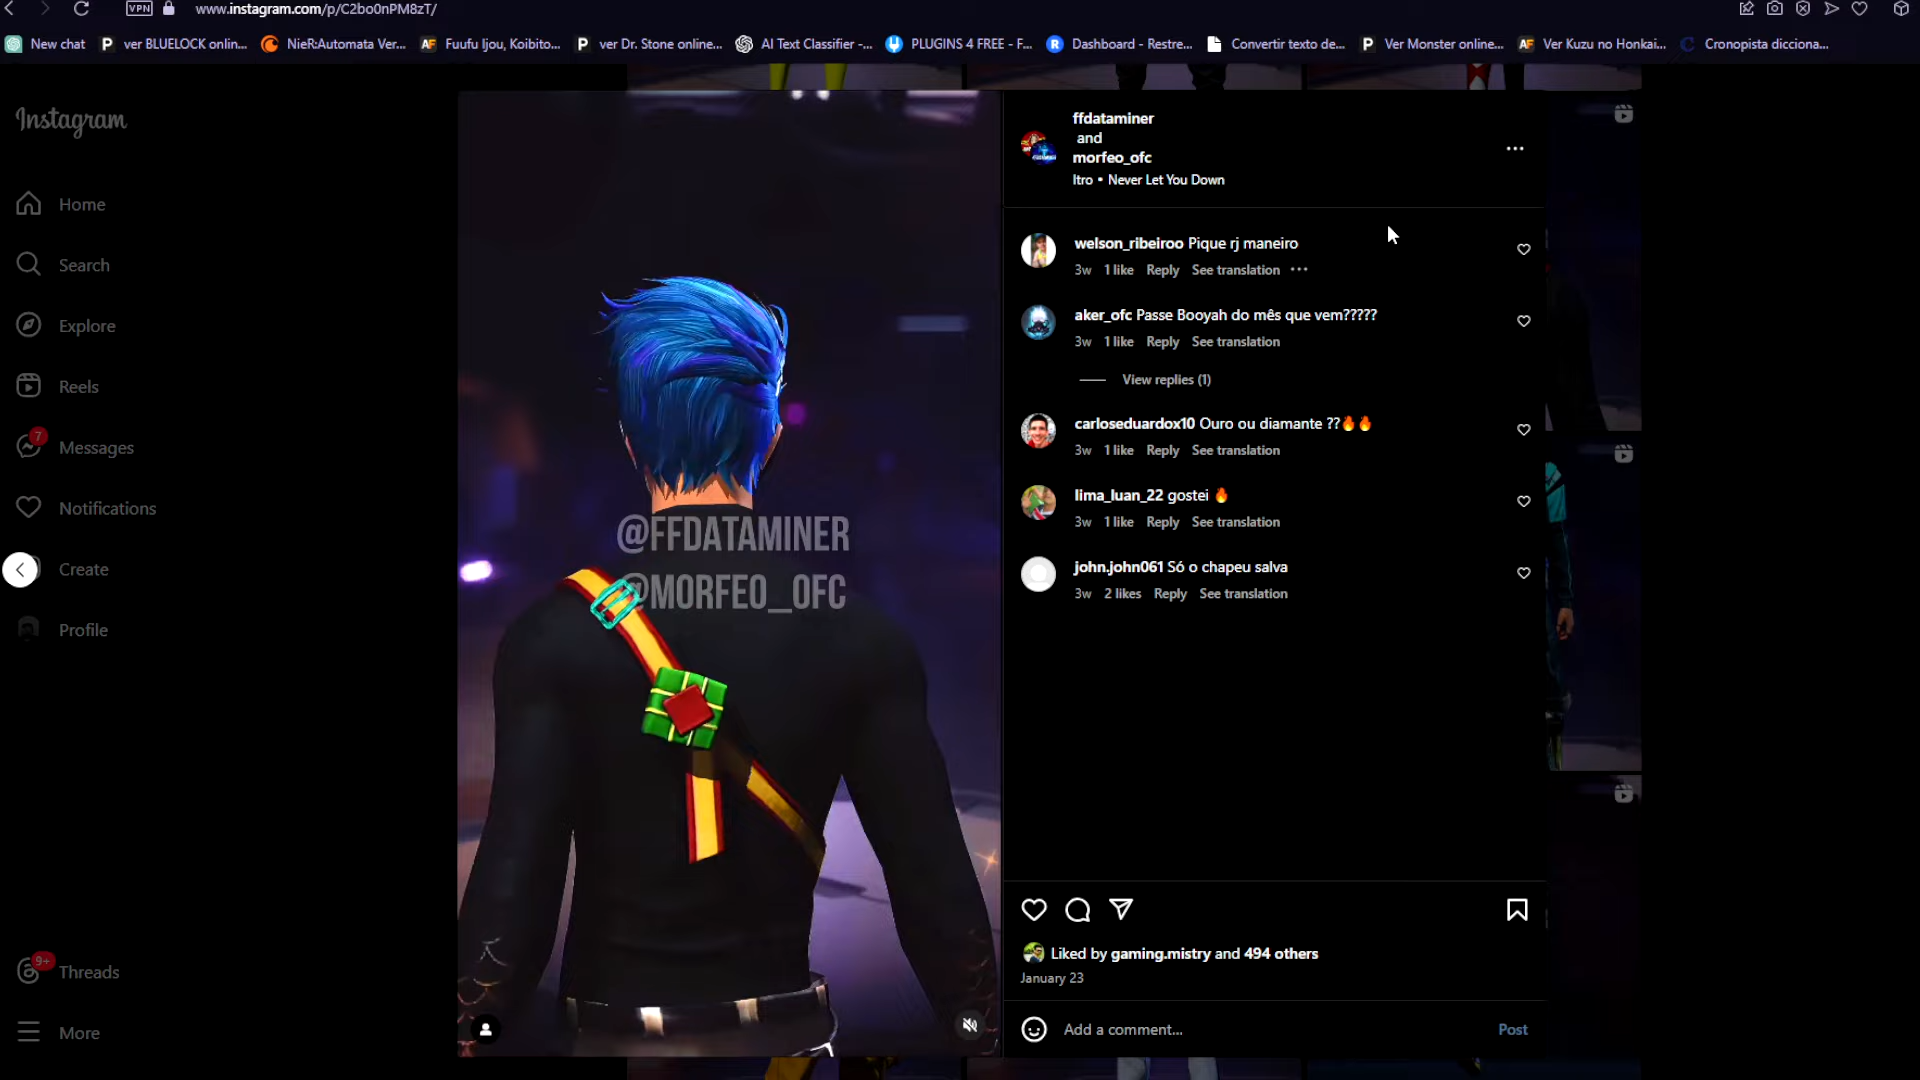 VPN
www.instagram.com/p/C2bo0nPM8zT/
New chat
ver BLUELOCK onlin...
NieR:Automata Ver...
Fuufu Ijou, Koibito...
ver Dr. Stone online...
AI Text Classifier -...
PLUGINS 4 FREE - F...
Dashboard - Restre...
Convertir texto de...
Ver Monster online...
Ver Kuzu no Honkai...
Cronopista dicciona...
Instagram
Home
Search
Explore
Reels
7
Messages
Notifications
Create
Profile
9+
Threads
More
@FFDATAMINER
@MORFEO_OFC
ffdataminer
and
morfeo_ofc
Itro • Never Let You Down
welson_ribeiroo Pique rj maneiro
3w 1 like Reply See translation
aker_ofc Passe Booyah do mês que vem?????
3w 1 like Reply See translation
View replies (1)
carloseduardox10 Ouro ou diamante ??🔥🔥
3w 1 like Reply See translation
lima_luan_22 gostei 🔥
3w 1 like Reply See translation
john.john061 Só o chapeu salva
3w 2 likes Reply See translation
Liked by gaming.mistry and 494 others
January 23
Add a comment...
Post